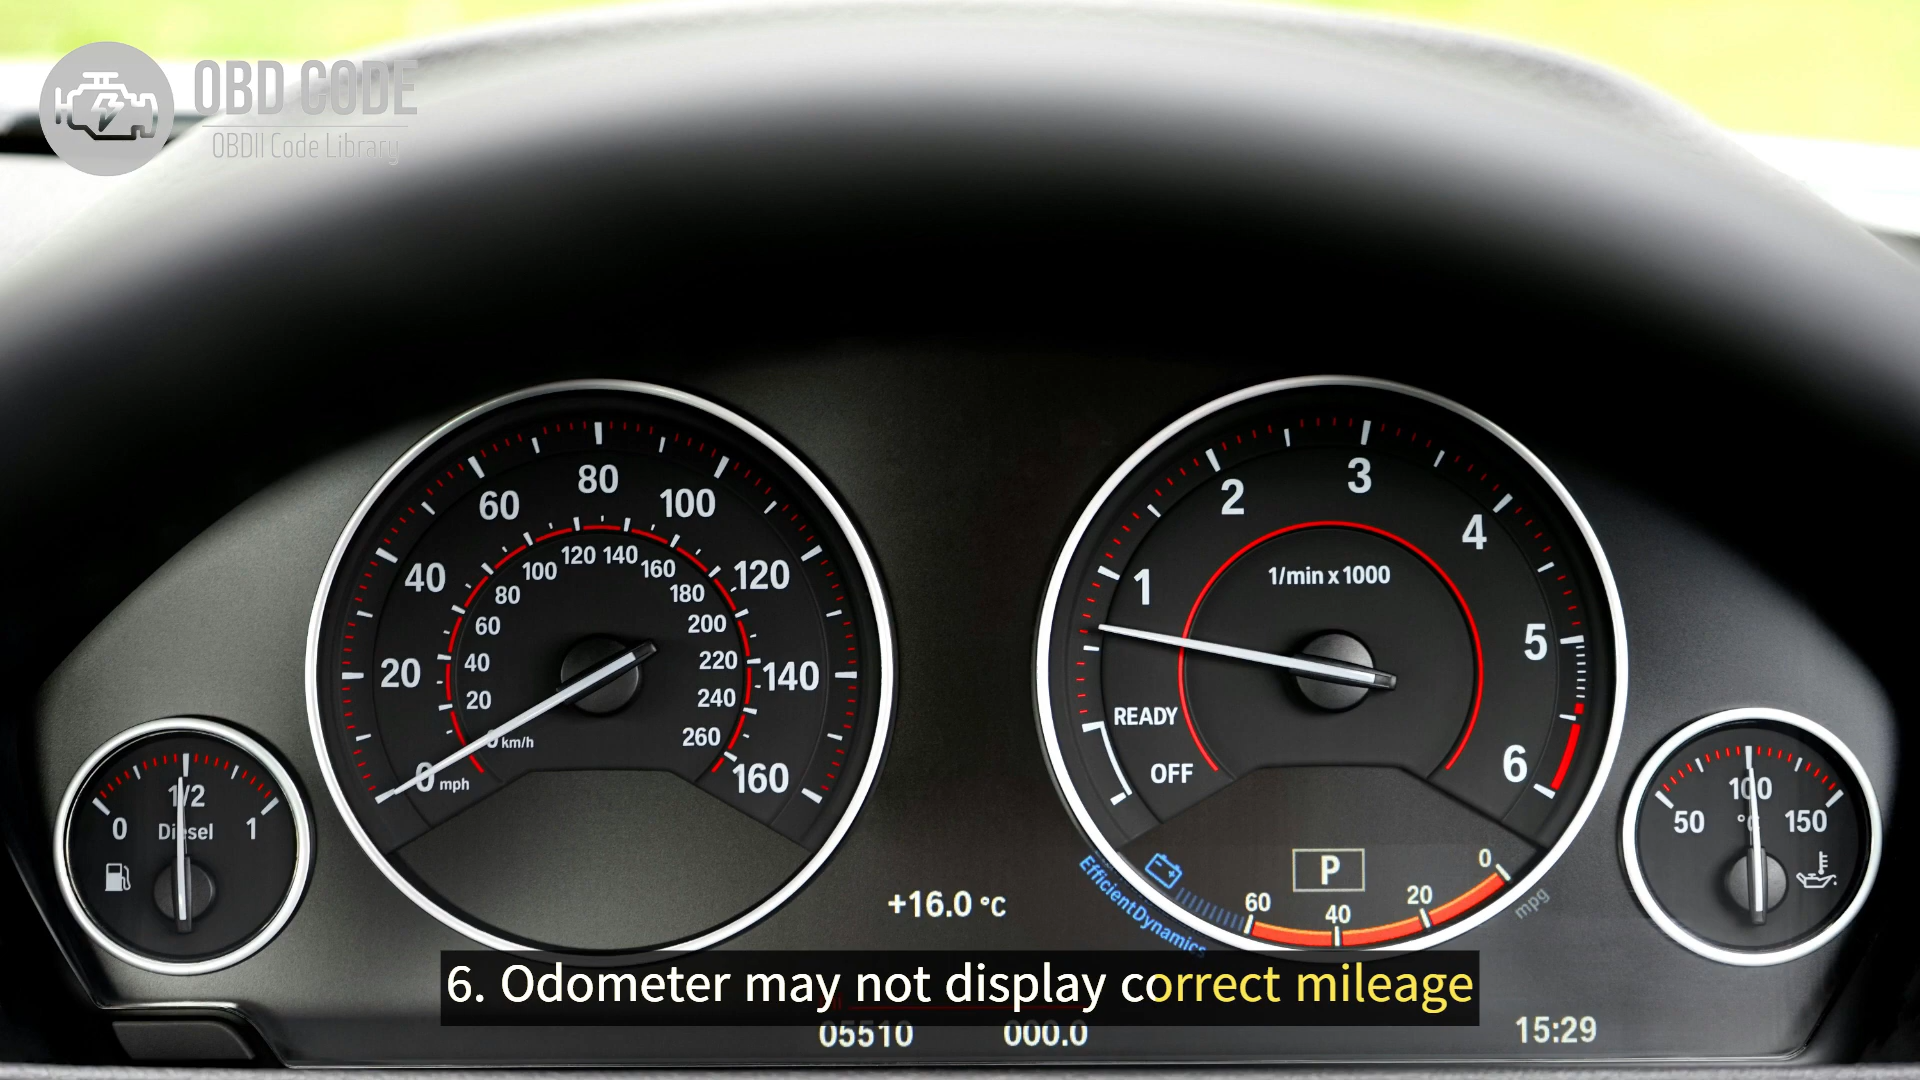 OBD CODE
OBDII Code Library
80
60
100
40
120
20
140
0 mph
160
120 140
100
160
80
180
60
200
40
220
20
240
0 km/h
260
3
2
4
1
5
6
1/min x 1000
READY
OFF
1/2
0
Diesel
1
100
50
°C
150
P
0
20
40
60
mpg
EfficientDynamics
+16.0 °C
6. Odometer may not display correct mileage
05510 000.0
15:29